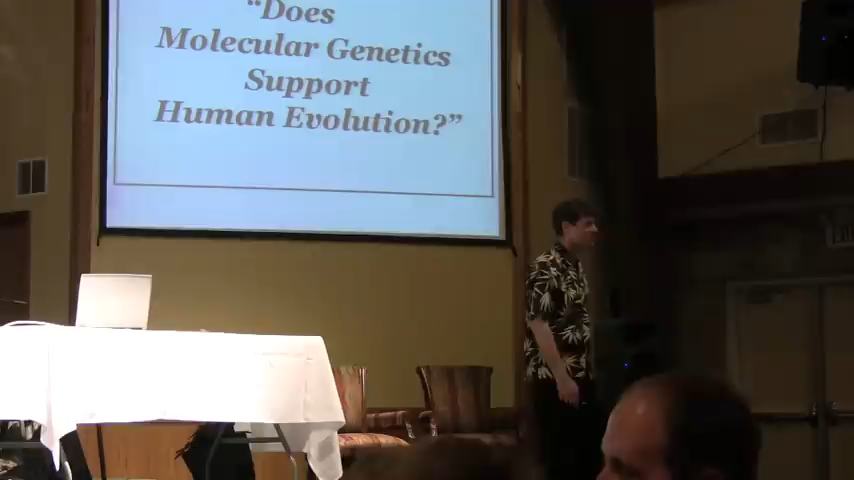 “Does
Molecular Genetics
Support
Human Evolution?”